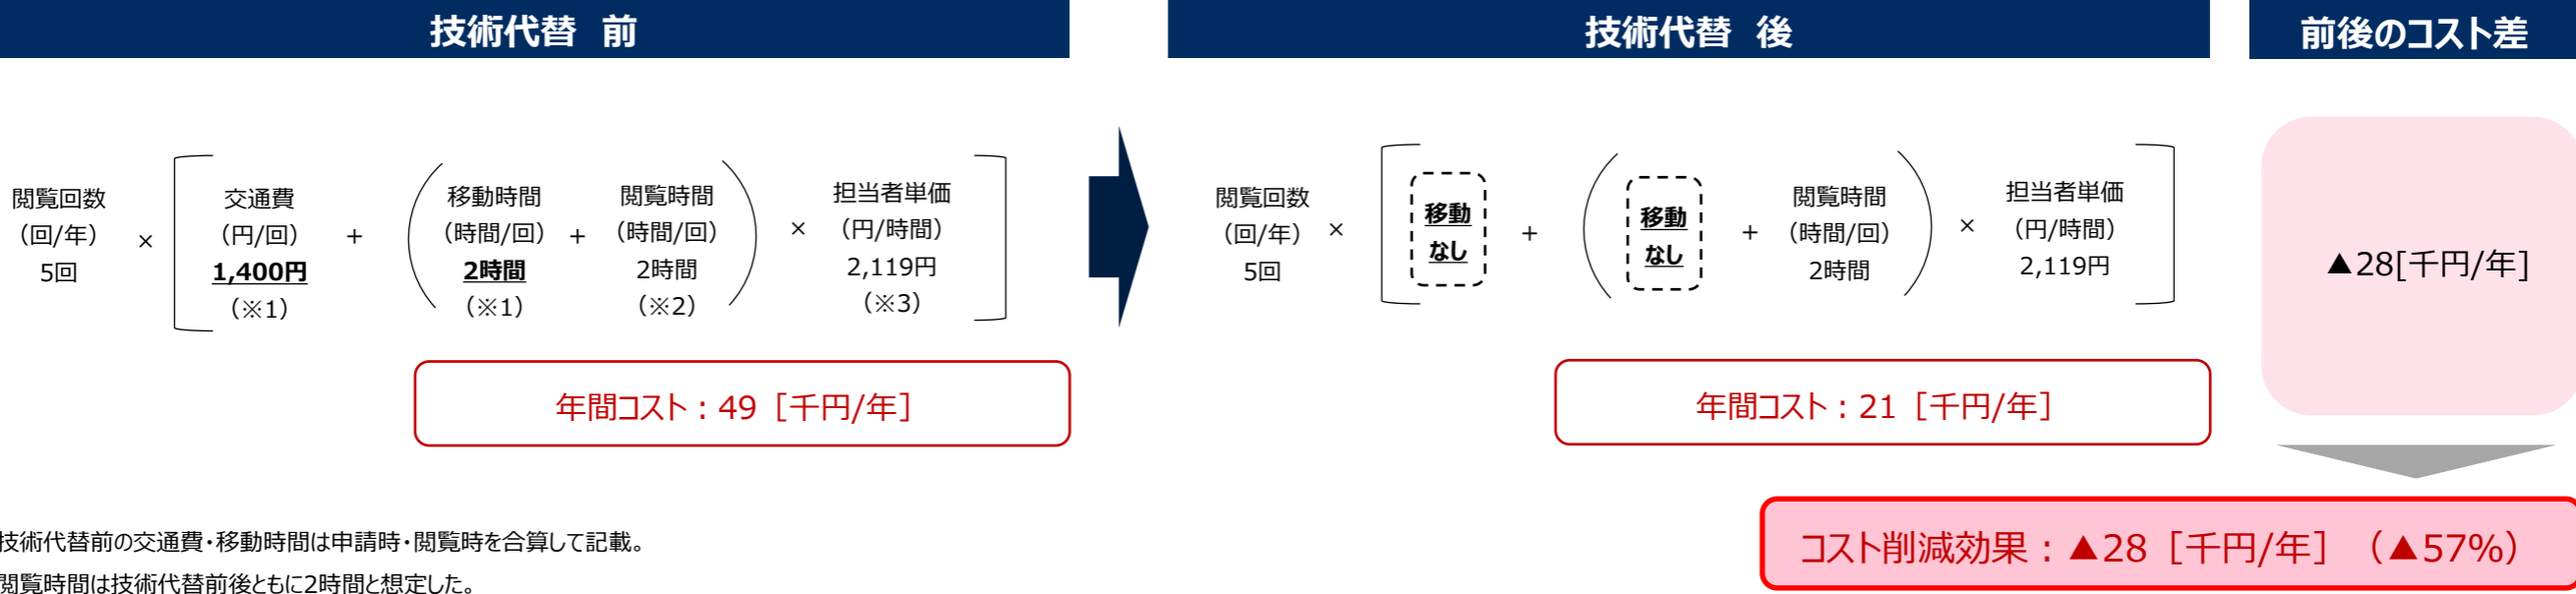 技術代替 前
閲覧回数
（回/年）
5回
×
交通費
（円/回）
1,400円
（※1）
+
移動時間
（時間/回）
2時間
（※1）
+
閲覧時間
（時間/回）
2時間
（※2）
×
担当者単価
（円/時間）
2,119円
（※3）
年間コスト：49［千円/年］
技術代替 後
閲覧回数
（回/年）
5回
×
移動
なし
+
移動
なし
+
閲覧時間
（時間/回）
2時間
×
担当者単価
（円/時間）
2,119円
年間コスト：21［千円/年］
前後のコスト差
▲28[千円/年]
コスト削減効果：▲28［千円/年］（▲57%）
技術代替前の交通費・移動時間は申請時・閲覧時を合算して記載。
閲覧時間は技術代替前後ともに2時間と想定した。